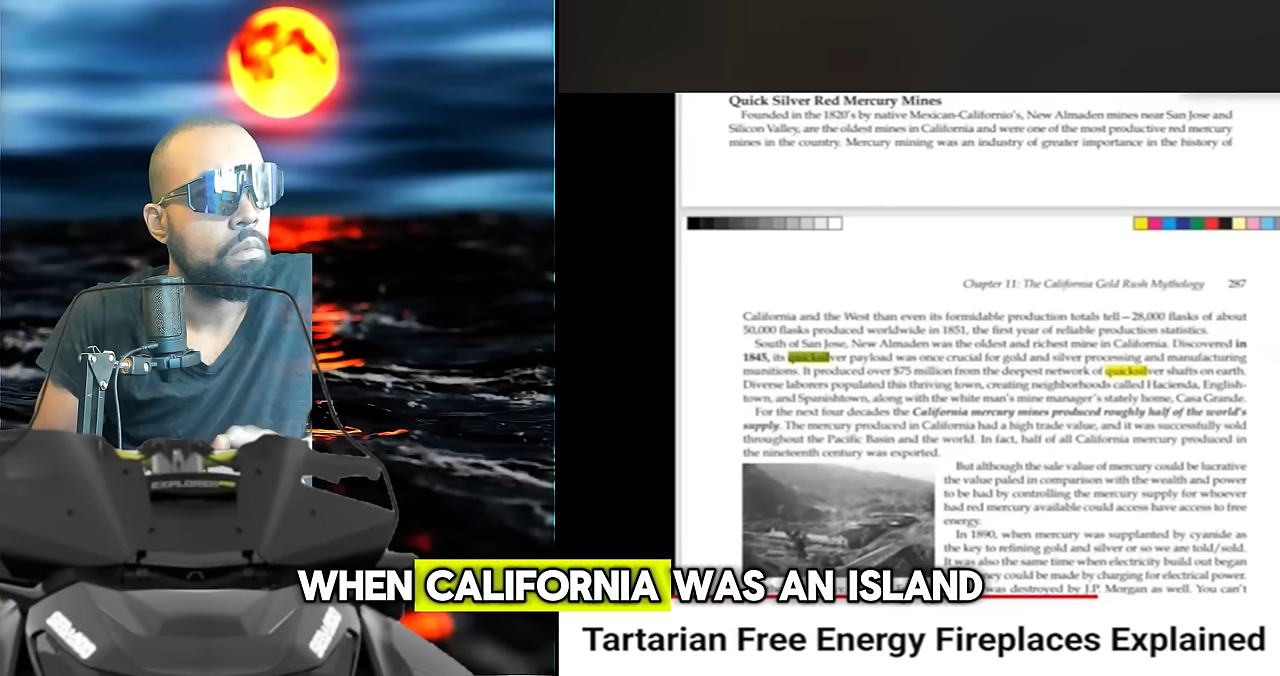 Quick Silver Red Mercury Mines
Founded in the 1820's by native Mexican-Californio's, New Almaden mines near San Jose and
Silicon Valley, are the oldest mines in California and were one of the most productive red mercury
mines in the country. Mercury mining was an industry of greater importance in the history of
Chapter 11: The California Gold Rush Mythology 287
California and the West than even its formidable production totals tell—28,000 flasks of about
50,000 flasks produced worldwide in 1851, the first year of reliable production statistics.
South of San Jose, New Almaden was the oldest and richest mine in California. Discovered in
1845, its quicksilver payload was once crucial for gold and silver processing and manufacturing
munitions. It produced over $75 million from the deepest network of quicksilver shafts on earth.
Diverse laborers populated this thriving town, creating neighborhoods called Hacienda, English-
town, and Spanishtown, along with the white man's mine manager's stately home, Casa Grande.
For the next four decades the California mercury mines produced roughly half of the world's
supply. The mercury produced in California had a high trade value, and it was successfully sold
throughout the Pacific Basin and the world. In fact, half of all California mercury produced in
the nineteenth century was exported.
But although the sale value of mercury could be lucrative
the value paled in comparison with the wealth and power
to be had by controlling the mercury supply for whoever
had red mercury available could access have access to free
energy.
In 1890, when mercury was supplanted by cyanide as
the key to refining gold and silver or so we are told/sold.
It was also the same time when electricity build out began
ey could be made by charging for electrical power.
was destroyed by J.P. Morgan as well. You can't
EXPLORER PRO
WHEN CALIFORNIA WAS AN ISLAND
SEA-DOO
SEA-DOO
Tartarian Free Energy Fireplaces Explained